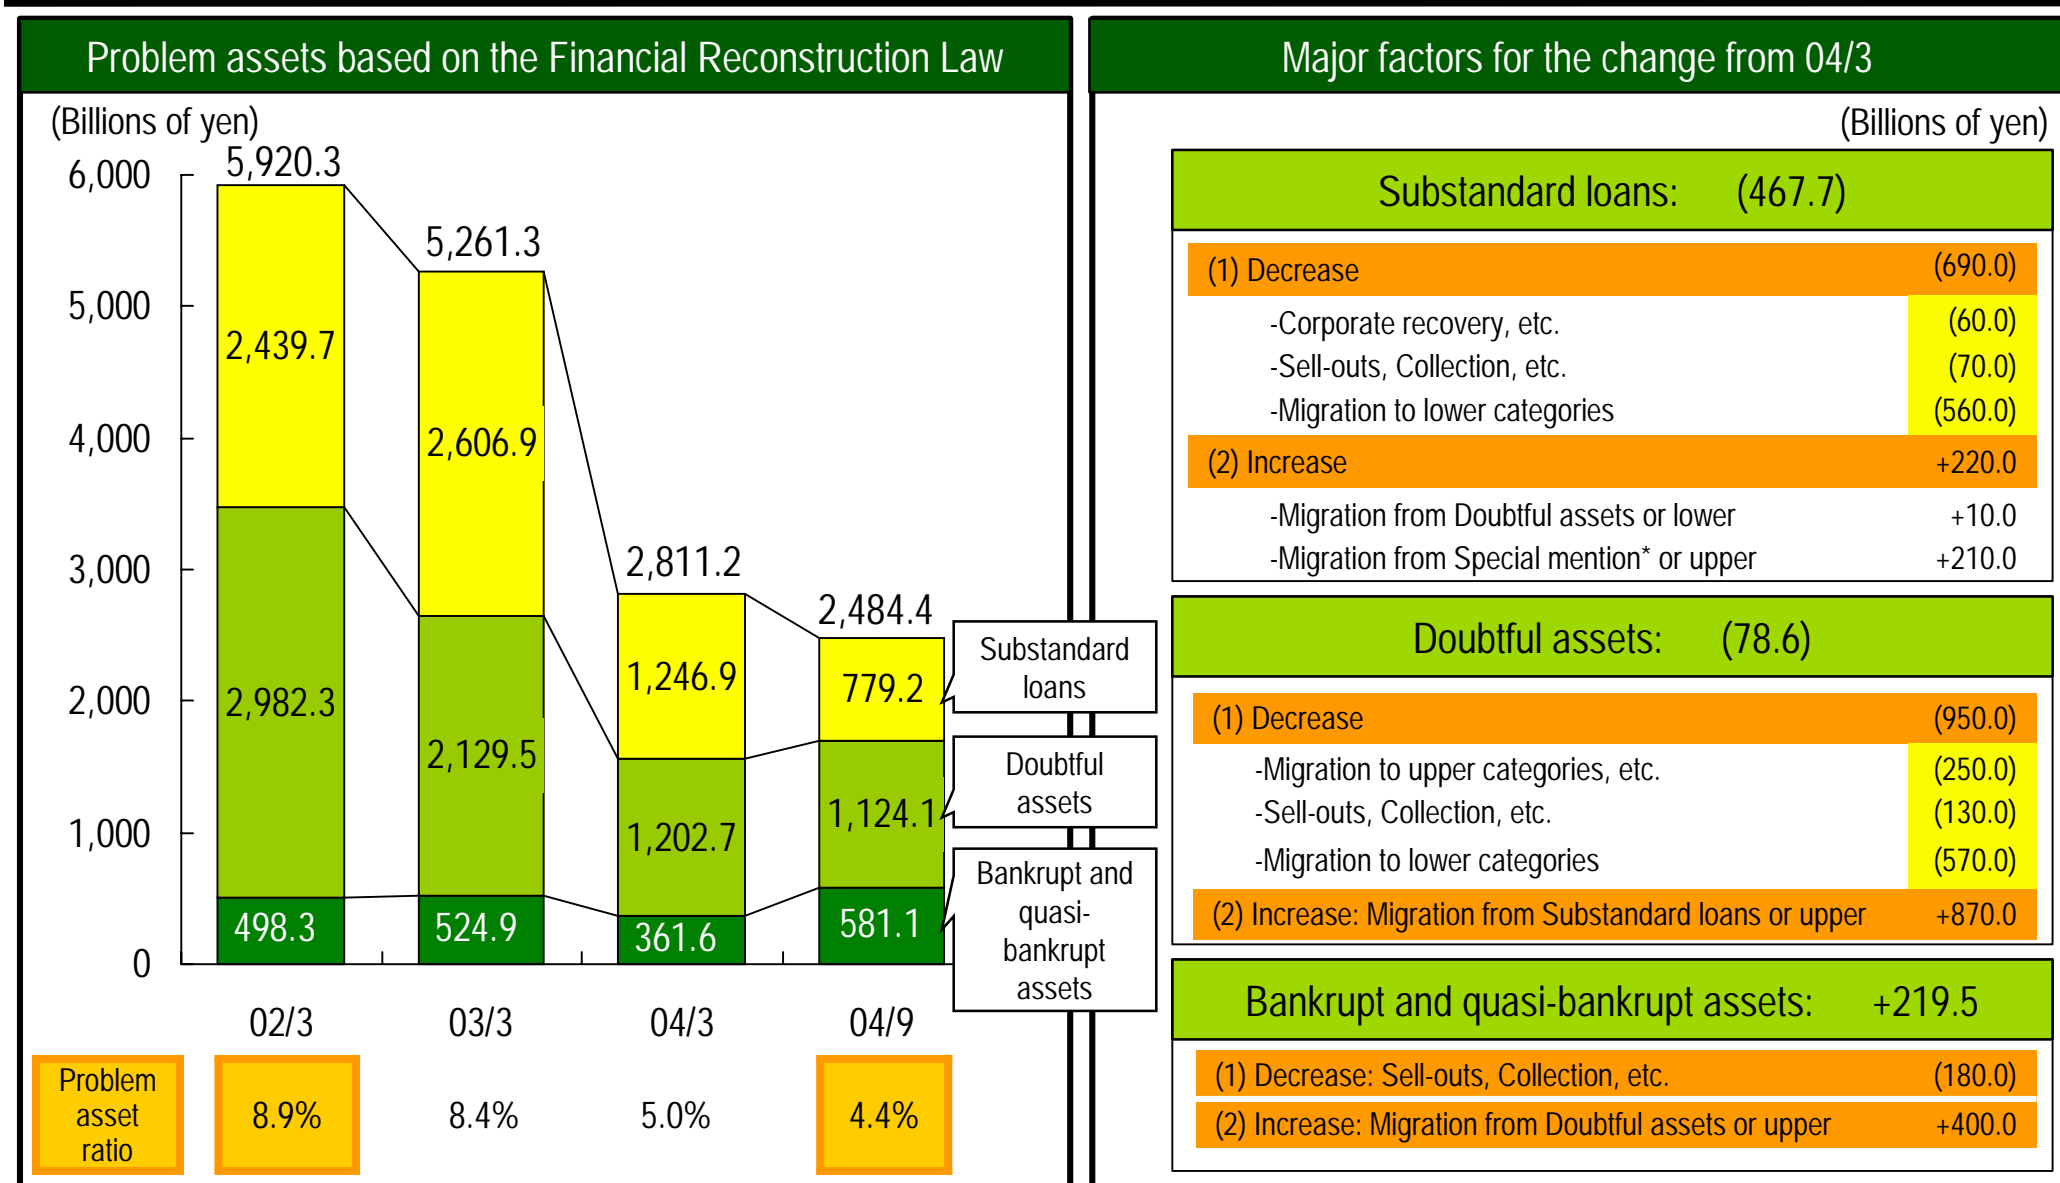 Problem assets based on the Financial Reconstruction Law
(Billions of yen)
6,000
5,000
4,000
3,000
2,000
1,000
0
5,920.3
2,439.7
2,982.3
498.3
5,261.3
2,606.9
2,129.5
524.9
2,811.2
1,246.9
1,202.7
361.6
2,484.4
779.2
1,124.1
581.1
Substandard
loans
Doubtful
assets
Bankrupt and
quasi-
bankrupt
assets
02/3 03/3 04/3 04/9
Problem
asset
ratio
8.9% 8.4% 5.0% 4.4%
Major factors for the change from 04/3
(Billions of yen)
Substandard loans: (467.7)
(1) Decrease (690.0)
-Corporate recovery, etc. (60.0)
-Sell-outs, Collection, etc. (70.0)
-Migration to lower categories (560.0)
(2) Increase +220.0
-Migration from Doubtful assets or lower +10.0
-Migration from Special mention* or upper +210.0
Doubtful assets: (78.6)
(1) Decrease (950.0)
-Migration to upper categories, etc. (250.0)
-Sell-outs, Collection, etc. (130.0)
-Migration to lower categories (570.0)
(2) Increase: Migration from Substandard loans or upper +870.0
Bankrupt and quasi-bankrupt assets: +219.5
(1) Decrease: Sell-outs, Collection, etc. (180.0)
(2) Increase: Migration from Doubtful assets or upper +400.0